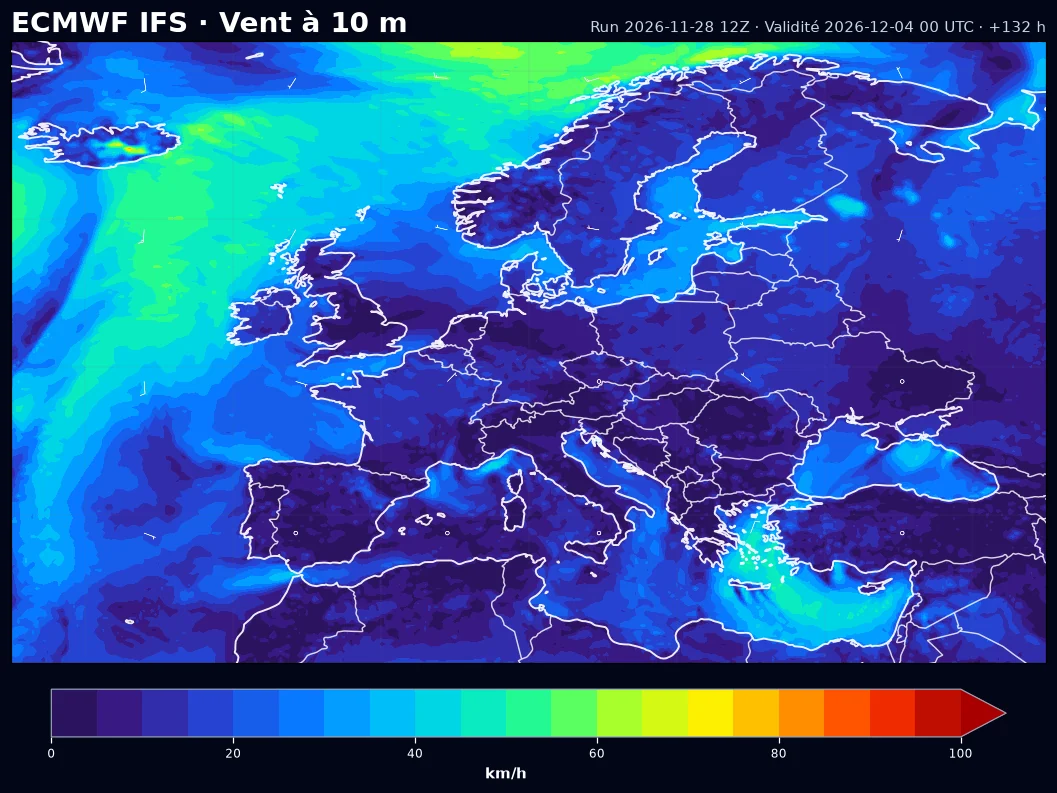 ECMWF IFS · Vent à 10 m
Run 2026-11-28 12Z · Validité 2026-12-04 00 UTC · +132 h
0 20 40 60 80 100
km/h